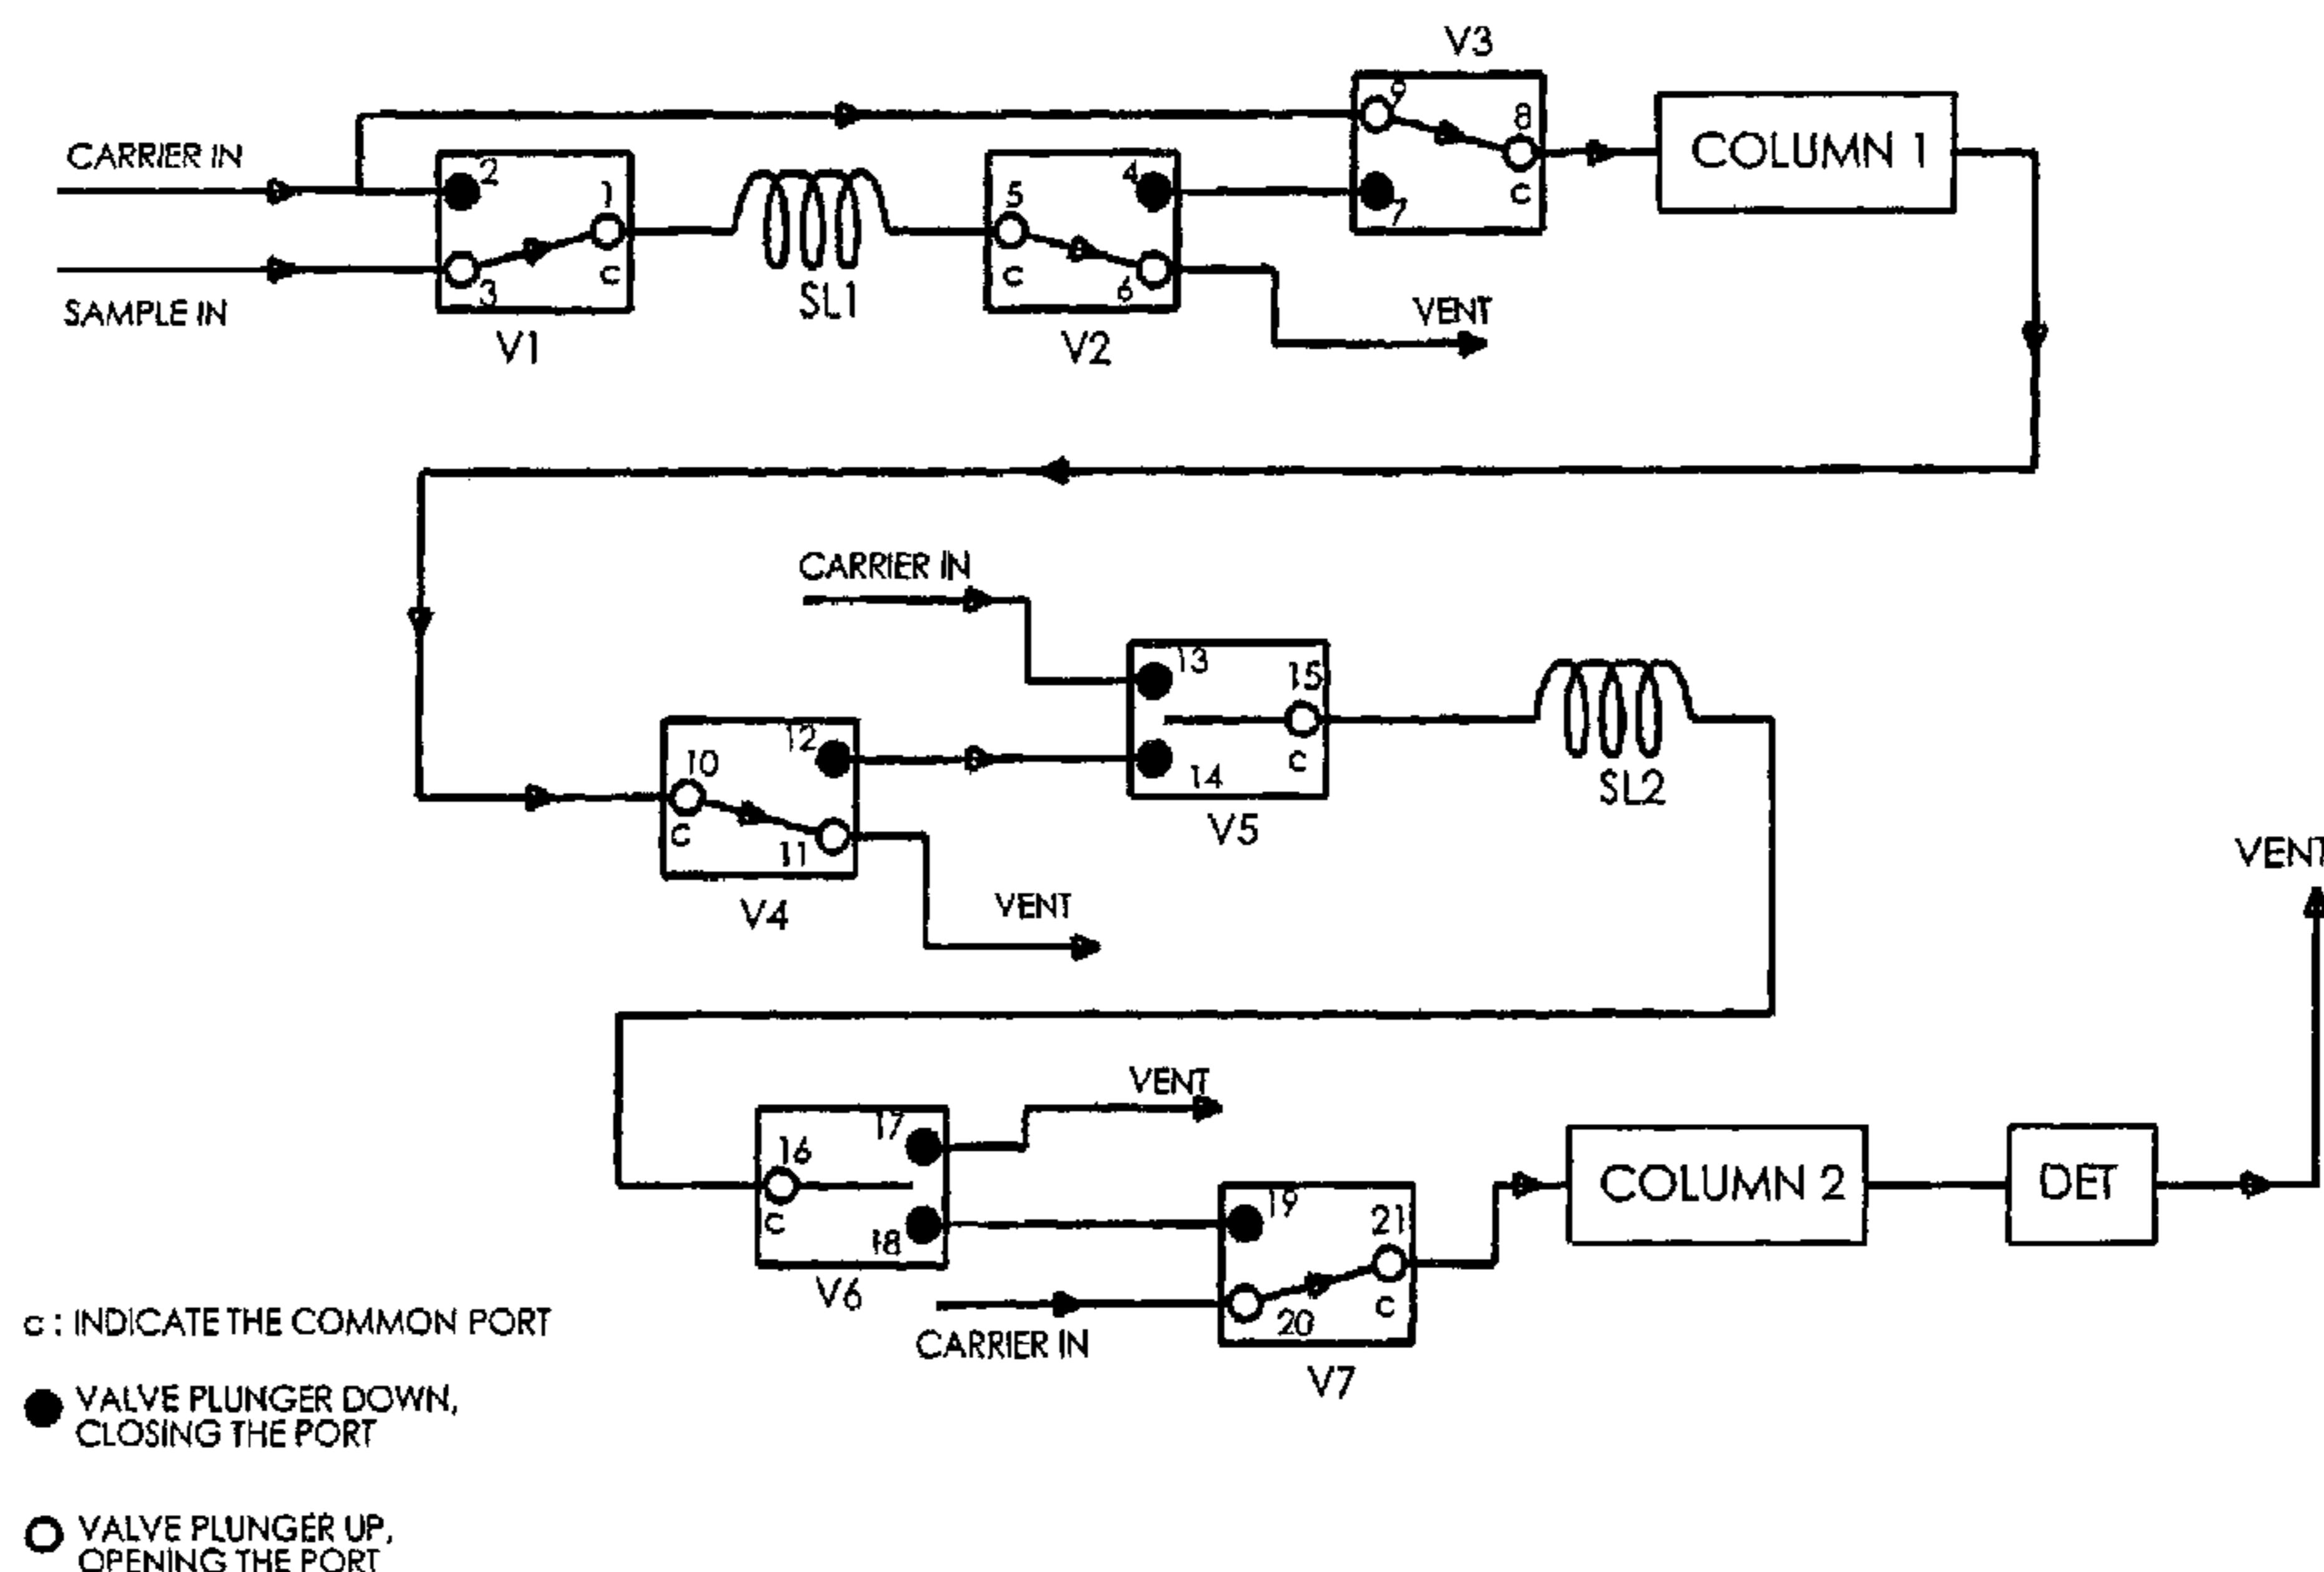 V3
9
8
CARRIER IN
2
1
5
4
COLUMN 1
7
c
3
c
c
6
SAMPLE IN
SL1
VENT
V1
V2
CARRIER IN
13
15
12
10
14
c
SL2
c
11
V5
VENT
V4
VENT
VENT
17
16
19
COLUMN 2
DET
c
18
21
V6
20
c
c : INDICATE THE COMMON PORT
CARRIER IN
V7
VALVE PLUNGER DOWN,
CLOSING THE PORT
VALVE PLUNGER UP,
OPENING THE PORT